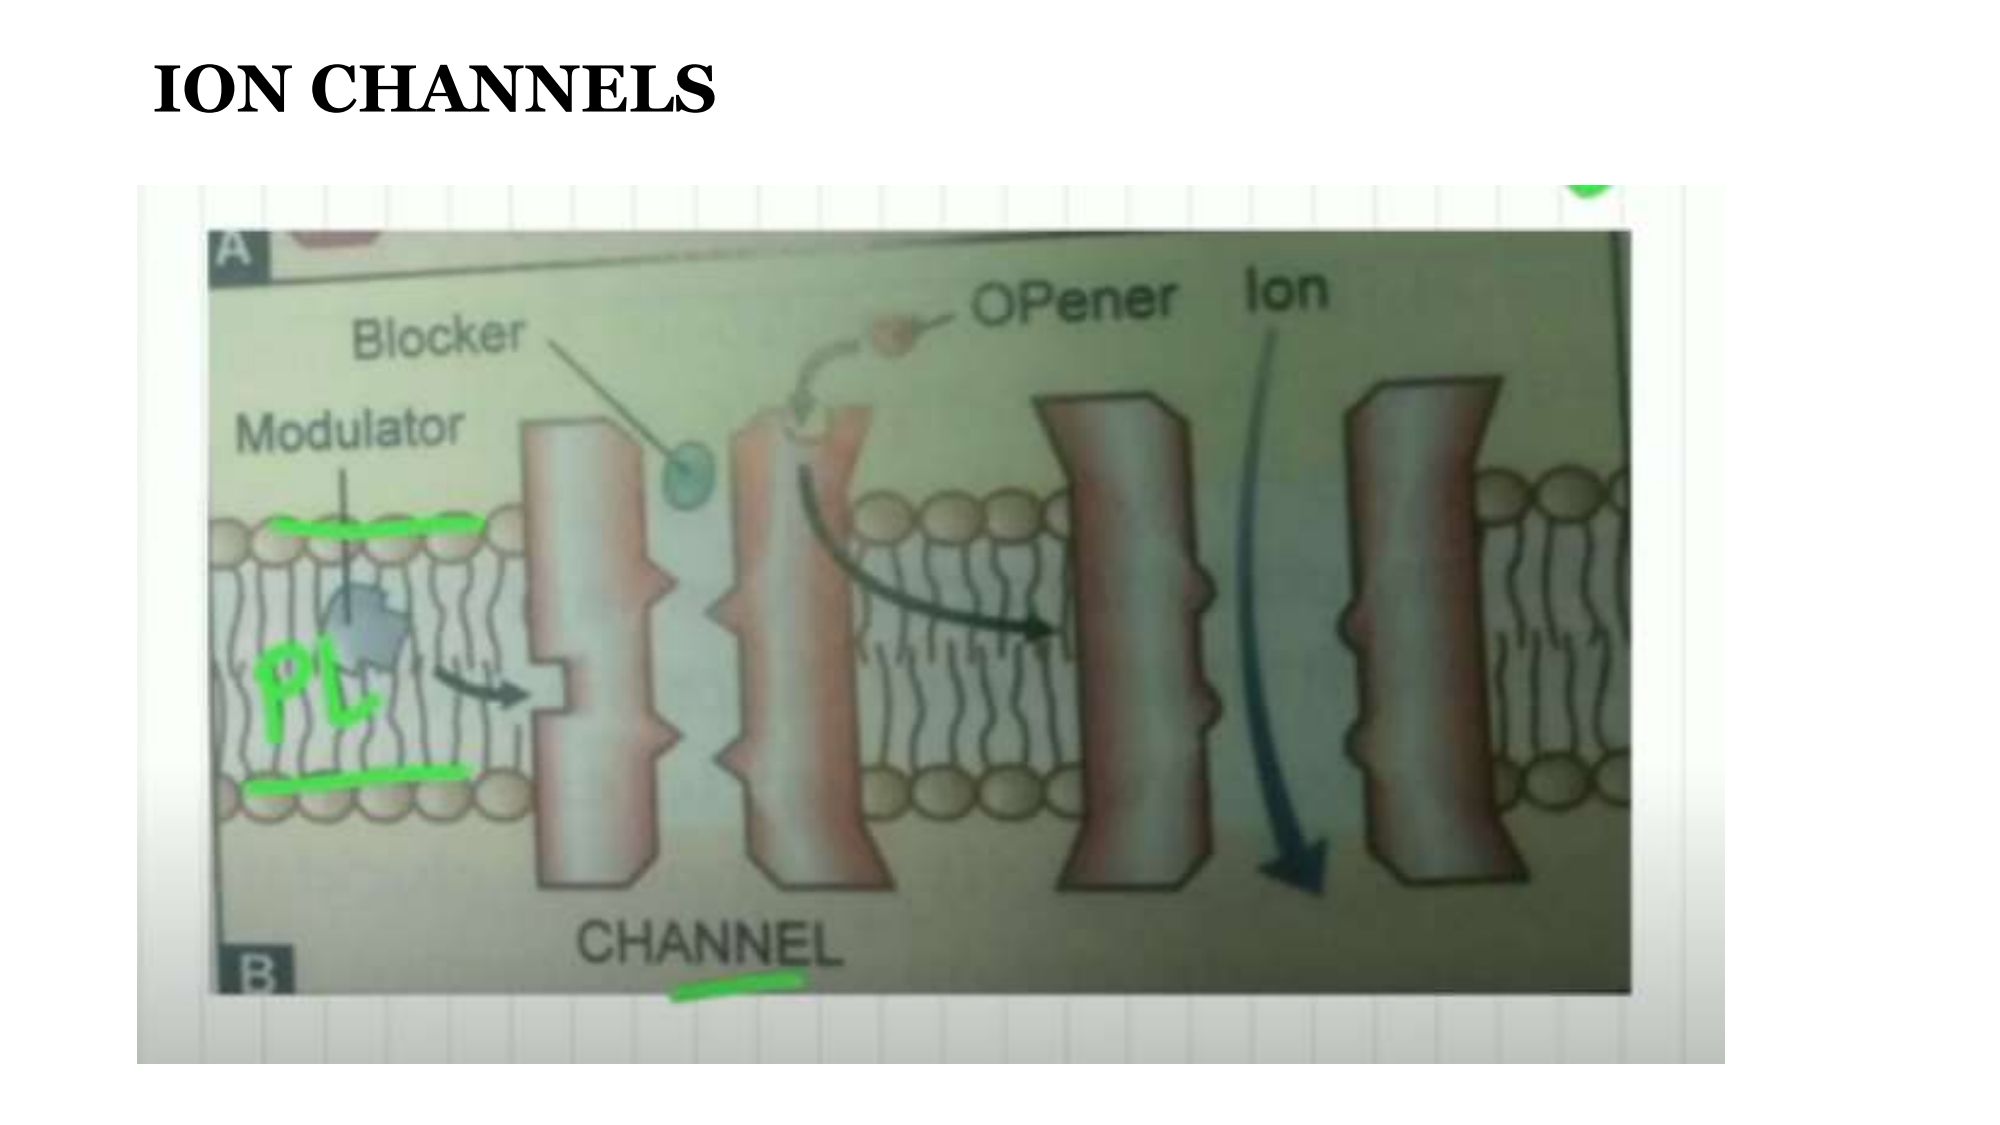 ION CHANNELS
A
OPener Ion
Blocker
Modulator
PL
CHANNEL
B